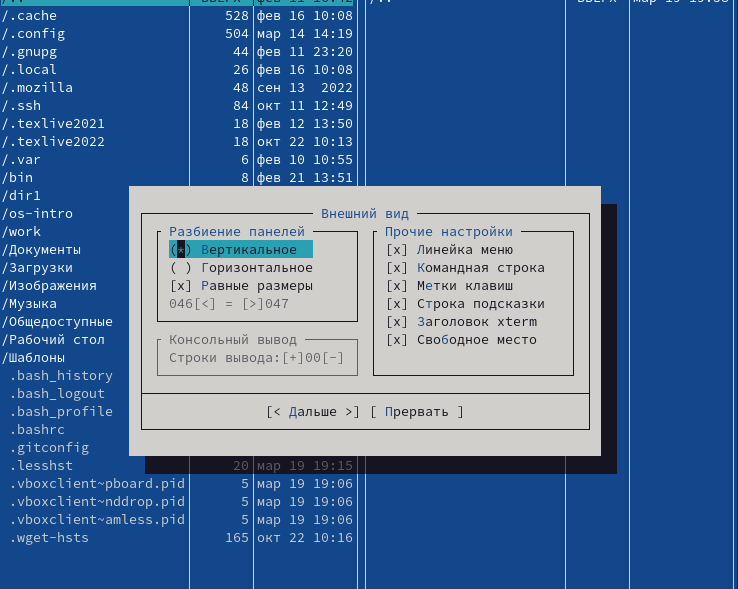 /.cache 528 фев 16 10:08
/.config 504 мар 14 14:19
/.gnupg 44 фев 11 23:20
/.local 26 фев 16 10:08
/.mozilla 48 сен 13 2022
/.ssh 84 окт 11 12:49
/.texlive2021 18 фев 12 13:50
/.texlive2022 18 окт 22 10:13
/.var 6 фев 10 10:55
/bin 8 фев 21 13:51
/dir1
/os-intro
/work
/Документы
/Загрузки
/Изображения
/Музыка
/Общедоступные
/Рабочий стол
/Шаблоны
.bash_history
.bash_logout
.bash_profile
.bashrc
.gitconfig
.lesshst 20 мар 19 19:15
.vboxclient~pboard.pid 5 мар 19 19:06
.vboxclient~nddrop.pid 5 мар 19 19:06
.vboxclient~amless.pid 5 мар 19 19:06
.wget-hsts 165 окт 22 10:16
Внешний вид
Разбиение панелей
(*) Вертикальное
( ) Горизонтальное
[x] Равные размеры
046[<] = [>]047
Консольный вывод
Строки вывода:[+]00[-]
Прочие настройки
[x] Линейка меню
[x] Командная строка
[x] Метки клавиш
[x] Строка подсказки
[x] Заголовок xterm
[x] Свободное место
[< Дальше >] [ Прервать ]